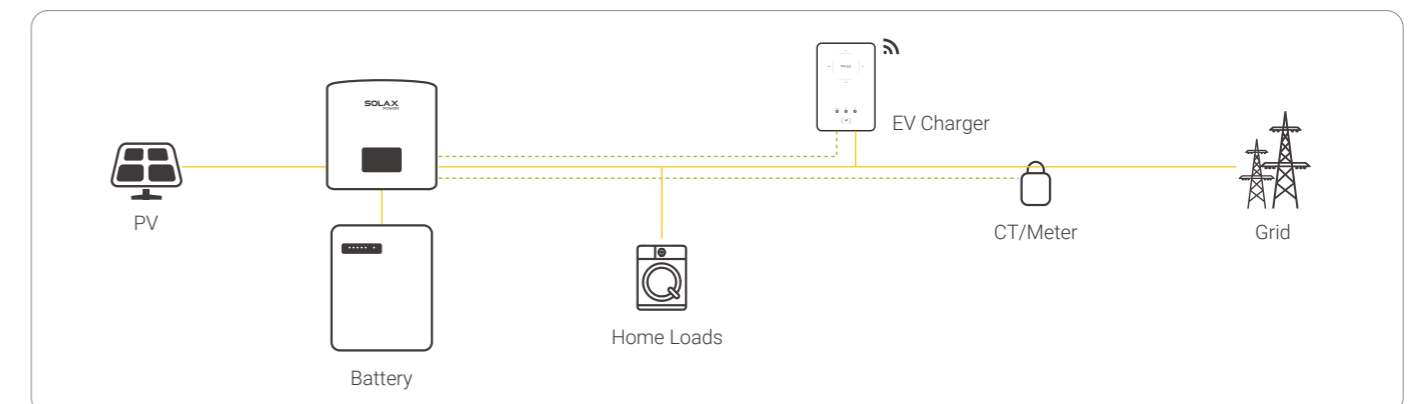 SOLAX
POWER
EV Charger
PV
CT/Meter
Grid
Home Loads
Battery